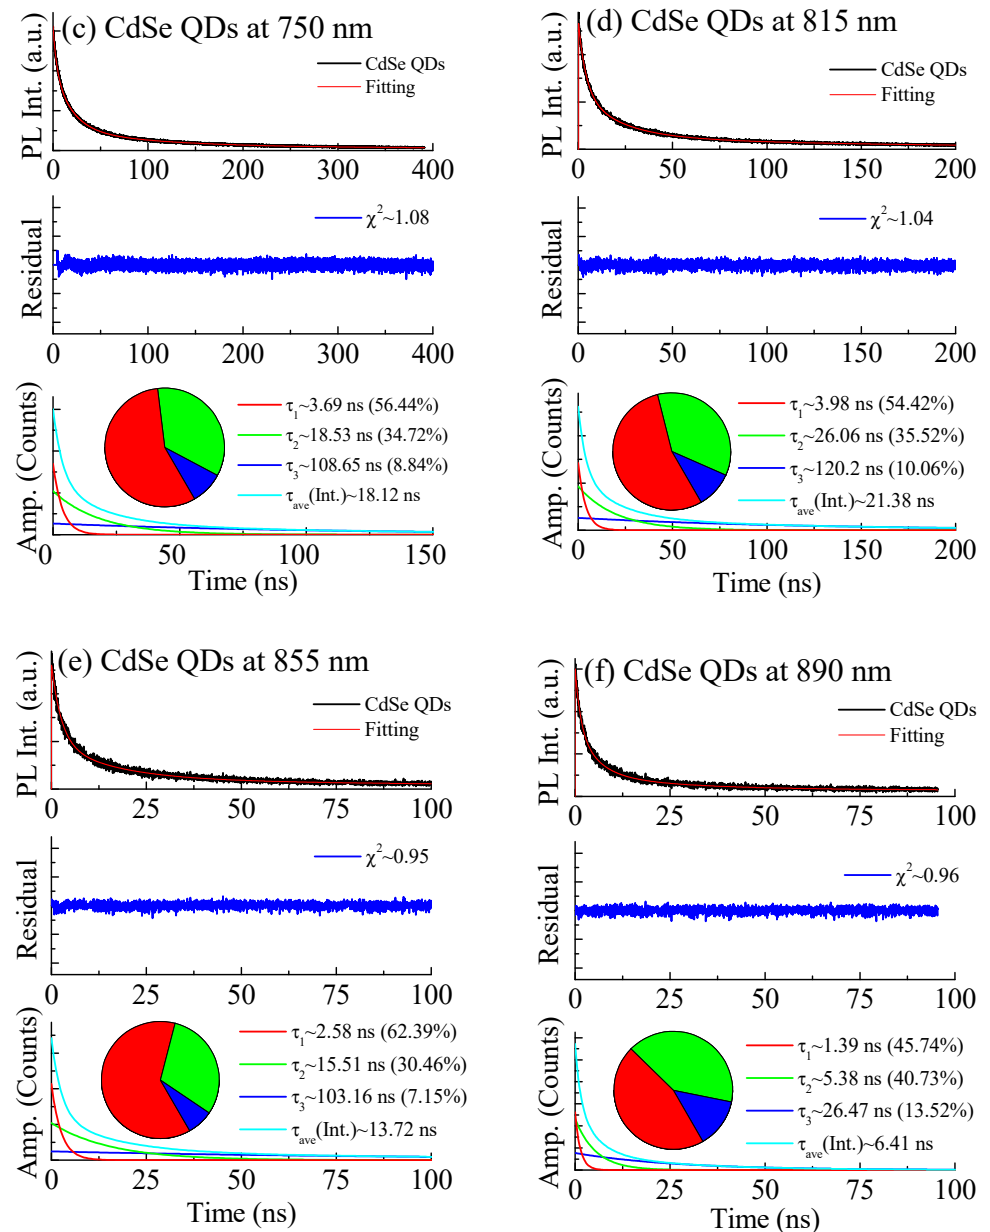 (c) CdSe QDs at 750 nm
PL Int. (a.u.)
CdSe QDs
Fitting
0 100 200 300 400
Residual
χ²~1.08
0 100 200 300 400
Amp. (Counts)
τ₁~3.69 ns (56.44%)
τ₂~18.53 ns (34.72%)
τ₃~108.65 ns (8.84%)
τave(Int.)~18.12 ns
0 50 100 150
Time (ns)
(d) CdSe QDs at 815 nm
PL Int. (a.u.)
CdSe QDs
Fitting
0 50 100 150 200
Residual
χ²~1.04
0 50 100 150 200
Amp. (Counts)
τ₁~3.98 ns (54.42%)
τ₂~26.06 ns (35.52%)
τ₃~120.2 ns (10.06%)
τave(Int.)~21.38 ns
0 50 100 150 200
Time (ns)
(e) CdSe QDs at 855 nm
PL Int. (a.u.)
CdSe QDs
Fitting
0 25 50 75 100
Residual
χ²~0.95
0 25 50 75 100
Amp. (Counts)
τ₁~2.58 ns (62.39%)
τ₂~15.51 ns (30.46%)
τ₃~103.16 ns (7.15%)
τave(Int.)~13.72 ns
0 25 50 75 100
Time (ns)
(f) CdSe QDs at 890 nm
PL Int. (a.u.)
CdSe QDs
Fitting
0 25 50 75 100
Residual
χ²~0.96
0 25 50 75 100
Amp. (Counts)
τ₁~1.39 ns (45.74%)
τ₂~5.38 ns (40.73%)
τ₃~26.47 ns (13.52%)
τave(Int.)~6.41 ns
0 25 50 75 100
Time (ns)